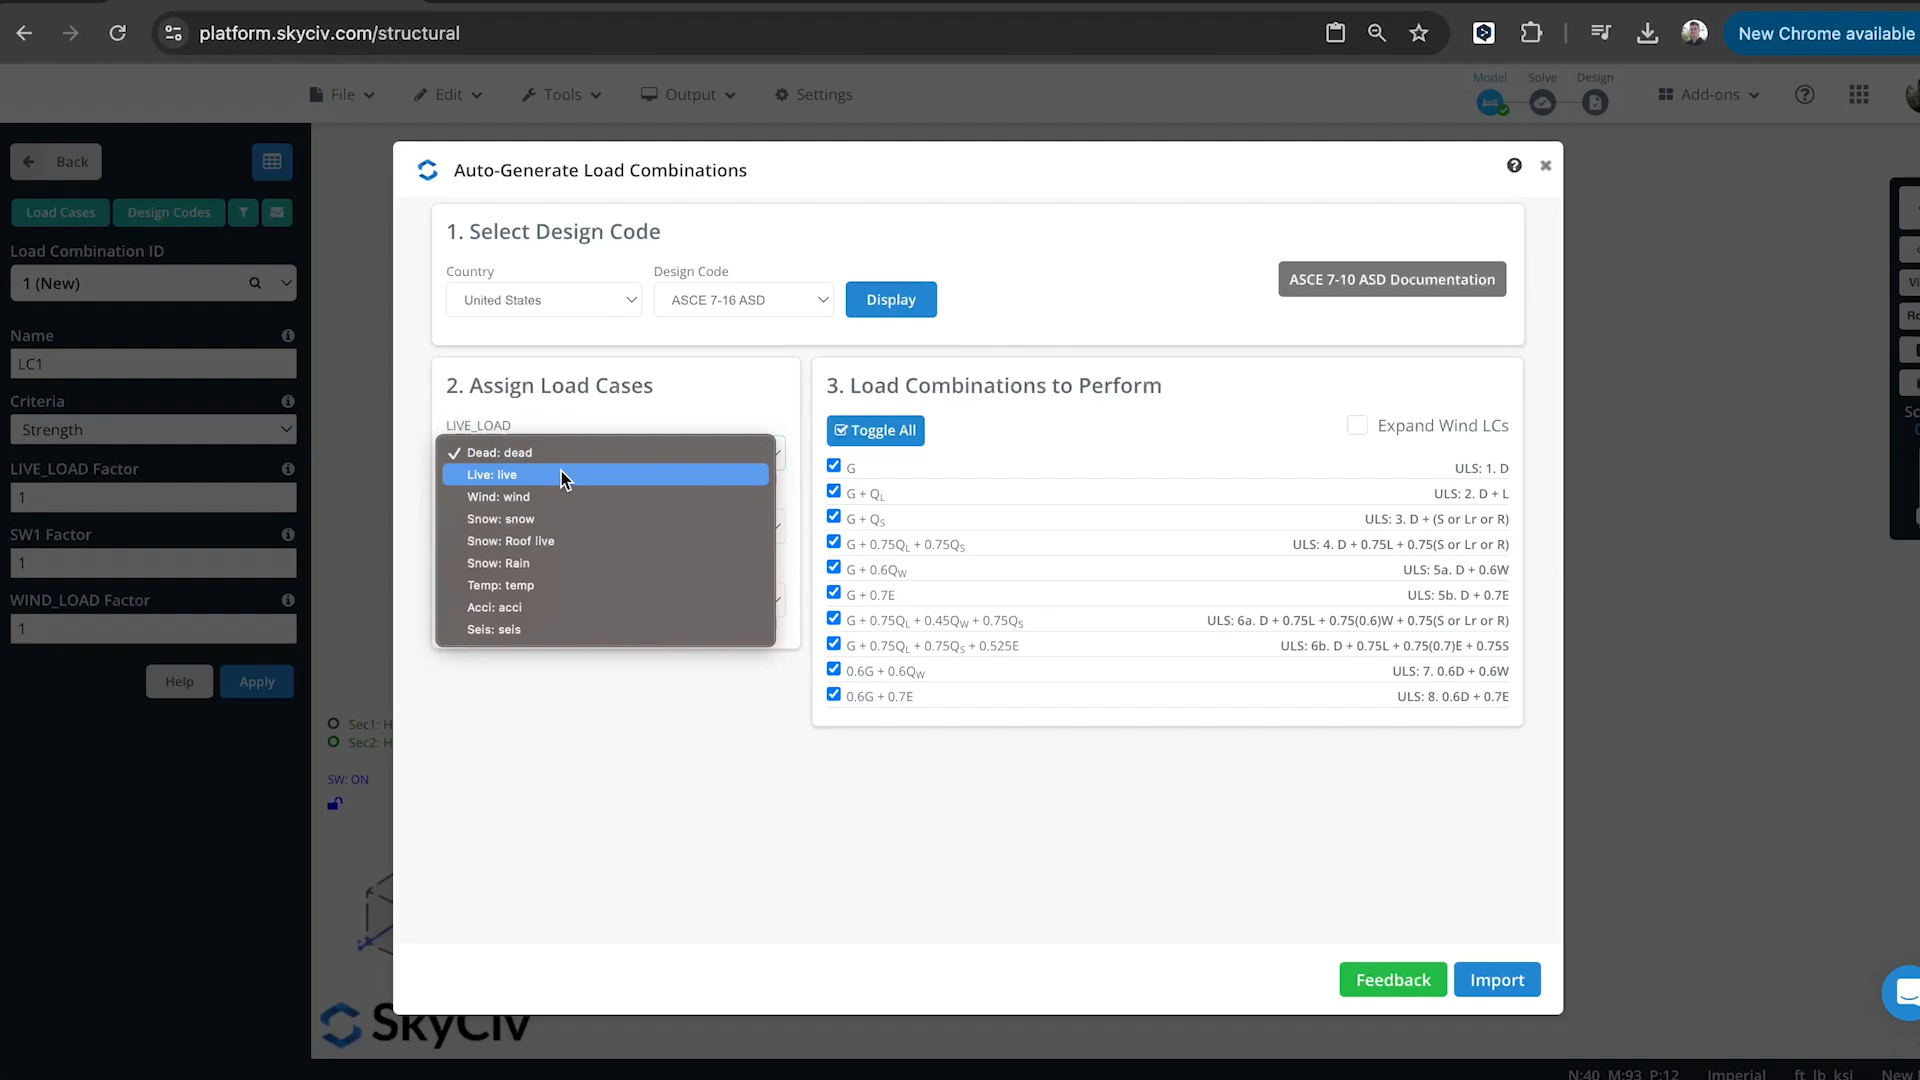 platform.skyciv.com/structural
New Chrome available
File
Edit
Tools
Output
Settings
Model
Solve
Design
Add-ons
Back
Load Cases
Design Codes
Load Combination ID
1 (New)
Name
LC1
Criteria
Strength
LIVE_LOAD Factor
1
SW1 Factor
1
WIND_LOAD Factor
1
Help
Apply
Sec1: H
Sec2: H
SW: ON
SkyCiv
Auto-Generate Load Combinations
1. Select Design Code
Country
United States
Design Code
ASCE 7-16 ASD
Display
ASCE 7-10 ASD Documentation
2. Assign Load Cases
LIVE_LOAD
Dead: dead
Live: live
Wind: wind
Snow: snow
Snow: Roof live
Snow: Rain
Temp: temp
Acci: acci
Seis: seis
3. Load Combinations to Perform
Toggle All
Expand Wind LCs
G ULS: 1. D
G + QL ULS: 2. D + L
G + QS ULS: 3. D + (S or Lr or R)
G + 0.75QL + 0.75QS ULS: 4. D + 0.75L + 0.75(S or Lr or R)
G + 0.6QW ULS: 5a. D + 0.6W
G + 0.7E ULS: 5b. D + 0.7E
G + 0.75QL + 0.45QW + 0.75QS ULS: 6a. D + 0.75L + 0.75(0.6)W + 0.75(S or Lr or R)
G + 0.75QL + 0.75QS + 0.525E ULS: 6b. D + 0.75L + 0.75(0.7)E + 0.75S
0.6G + 0.6QW ULS: 7. 0.6D + 0.6W
0.6G + 0.7E ULS: 8. 0.6D + 0.7E
Feedback
Import
N:40 M:93 P:12 Imperial ft, lb, ksi New